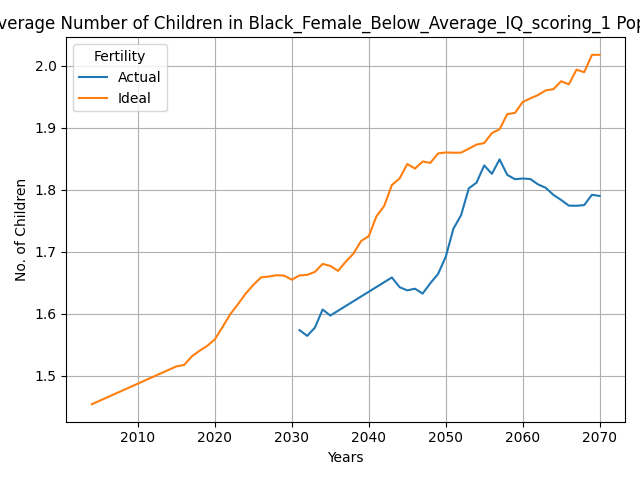 verage Number of Children in Black_Female_Below_Average_IQ_scoring_1 Pop
Fertility
Actual
Ideal
2.0
1.9
1.8
1.7
1.6
1.5
No. of Children
2010 2020 2030 2040 2050 2060 2070
Years